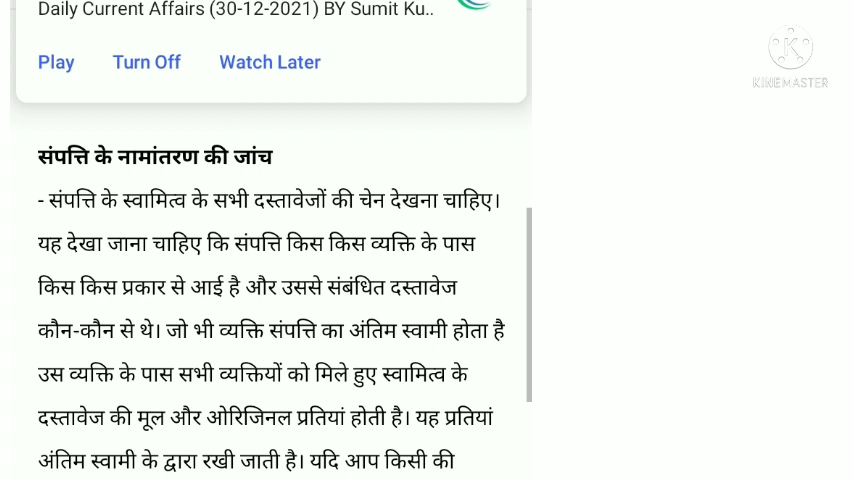 Daily Current Affairs (30-12-2021) BY Sumit Ku..
Play Turn Off Watch Later
KINEMASTER
संपत्ति के नामांतरण की जांच
- संपत्ति के स्वामित्व के सभी दस्तावेजों की चेन देखना चाहिए।
यह देखा जाना चाहिए कि संपत्ति किस किस व्यक्ति के पास
किस किस प्रकार से आई है और उससे संबंधित दस्तावेज
कौन-कौन से थे। जो भी व्यक्ति संपत्ति का अंतिम स्वामी होता है
उस व्यक्ति के पास सभी व्यक्तियों को मिले हुए स्वामित्व के
दस्तावेज की मूल और ओरिजिनल प्रतियां होती है। यह प्रतियां
अंतिम स्वामी के द्वारा रखी जाती है। यदि आप किसी की